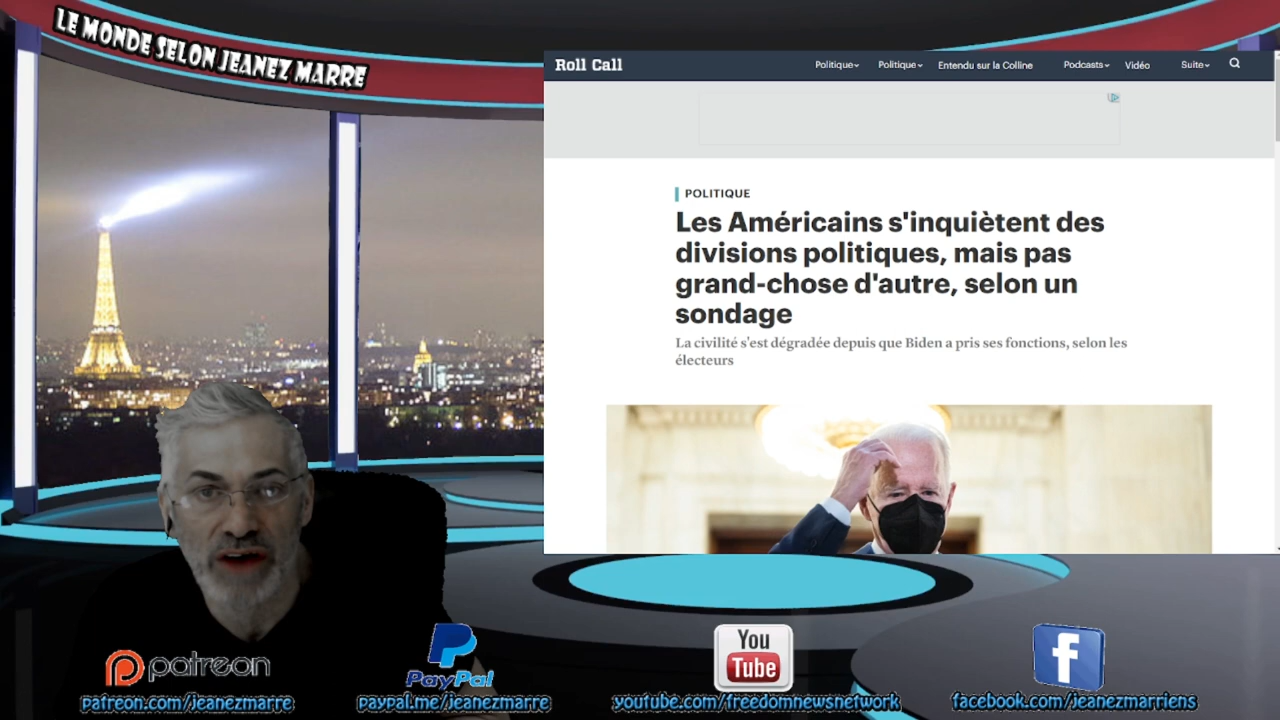 LE MONDE SELON JEANEZ MARRE
Roll Call
Politique
Politique
Entendu sur la Colline
Podcasts
Vidéo
Suite
POLITIQUE
Les Américains s'inquiètent des
divisions politiques, mais pas
grand-chose d'autre, selon un
sondage
La civilité s'est dégradée depuis que Biden a pris ses fonctions, selon les
électeurs
patreon
PayPal
You
Tube
f
patreon.com/jeanezmarre
paypal.me/jeanezmarre
youtube.com/freedomnewsnetwork
facebook.com/jeanezmarriens